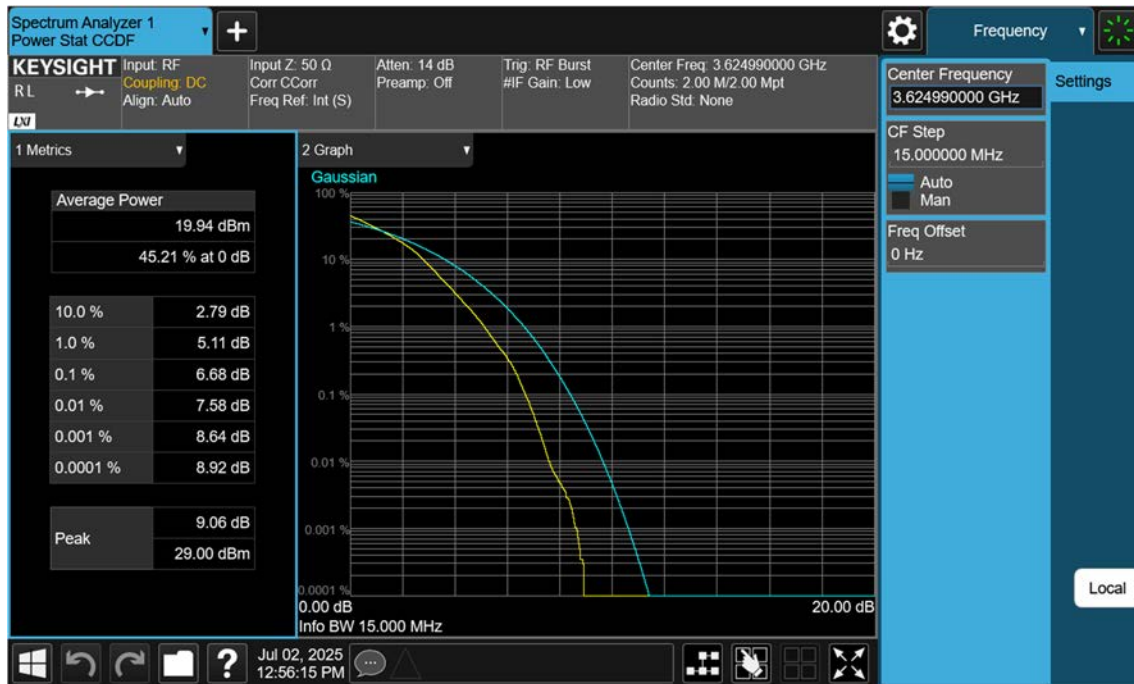 Spectrum Analyzer 1
Power Stat CCDF
+
Frequency
KEYSIGHT
RL
LXI
Input: RF
Coupling: DC
Align: Auto
Input Z: 50 Ω
Corr CCorr
Freq Ref: Int (S)
Atten: 14 dB
Preamp: Off
Trig: RF Burst
#IF Gain: Low
Center Freq: 3.624990000 GHz
Counts: 2.00 M/2.00 Mpt
Radio Std: None
Center Frequency
3.624990000 GHz
Settings
CF Step
15.000000 MHz
Auto
Man
Freq Offset
0 Hz
1 Metrics
Average Power
19.94 dBm
45.21 % at 0 dB
10.0 % 2.79 dB
1.0 % 5.11 dB
0.1 % 6.68 dB
0.01 % 7.58 dB
0.001 % 8.64 dB
0.0001 % 8.92 dB
Peak
9.06 dB
29.00 dBm
2 Graph
Gaussian
100 %
10 %
1 %
0.1 %
0.01 %
0.001 %
0.0001 %
0.00 dB 20.00 dB
Info BW 15.000 MHz
Local
?
Jul 02, 2025
12:56:15 PM